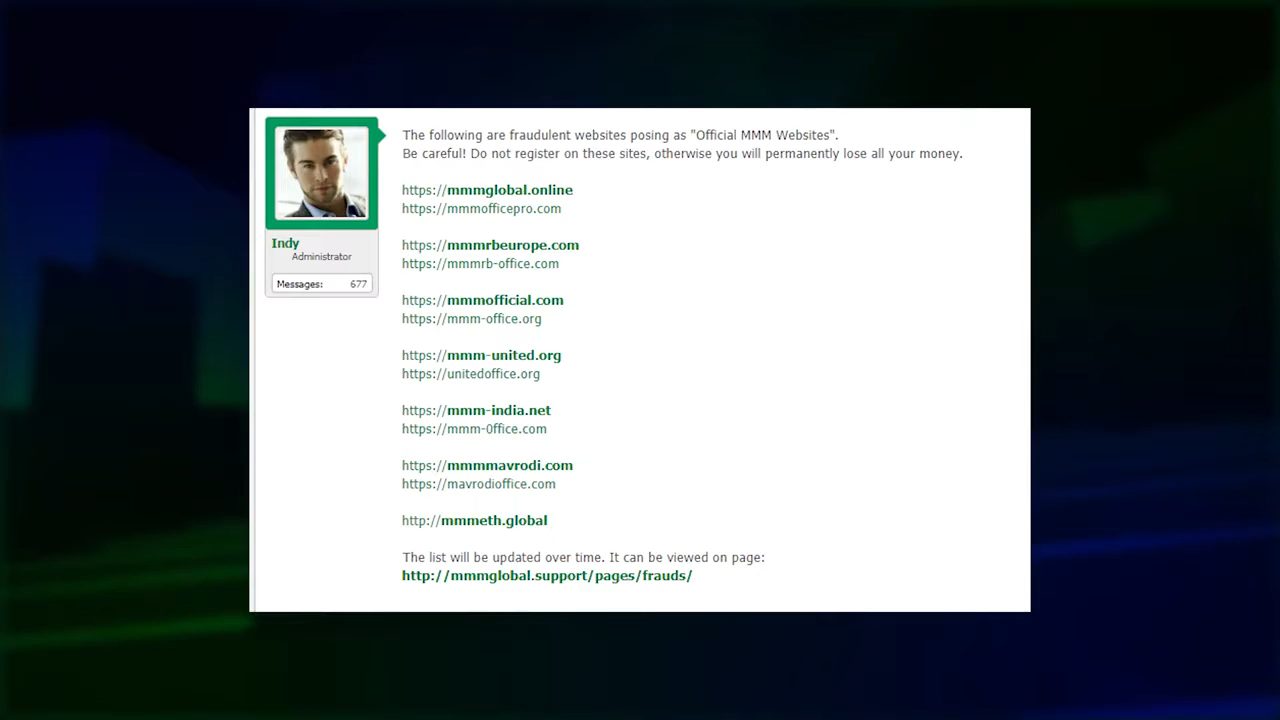 The following are fraudulent websites posing as "Official MMM Websites".
Be careful! Do not register on these sites, otherwise you will permanently lose all your money.
https://mmmglobal.online
https://mmmofficepro.com
https://mmmrbeurope.com
https://mmmrb-office.com
https://mmmofficial.com
https://mmm-office.org
https://mmm-united.org
https://unitedoffice.org
https://mmm-india.net
https://mmm-0ffice.com
https://mmmmavrodi.com
https://mavrodioffice.com
http://mmmeth.global
The list will be updated over time. It can be viewed on page:
http://mmmglobal.support/pages/frauds/
Indy
Administrator
Messages: 677